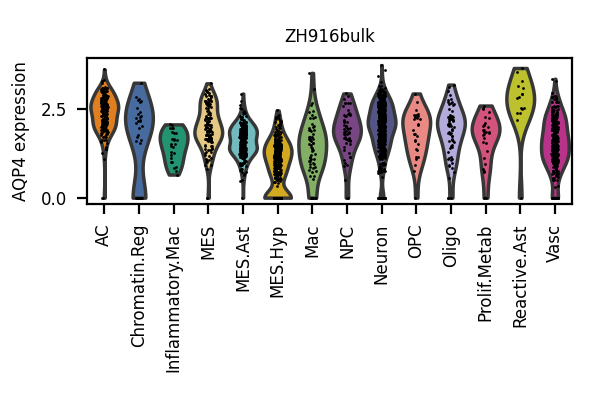 ZH916bulk
AQP4 expression
2.5
0.0
AC
Chromatin.Reg
Inflammatory.Mac
MES
MES.Ast
MES.Hyp
Mac
NPC
Neuron
OPC
Oligo
Prolif.Metab
Reactive.Ast
Vasc